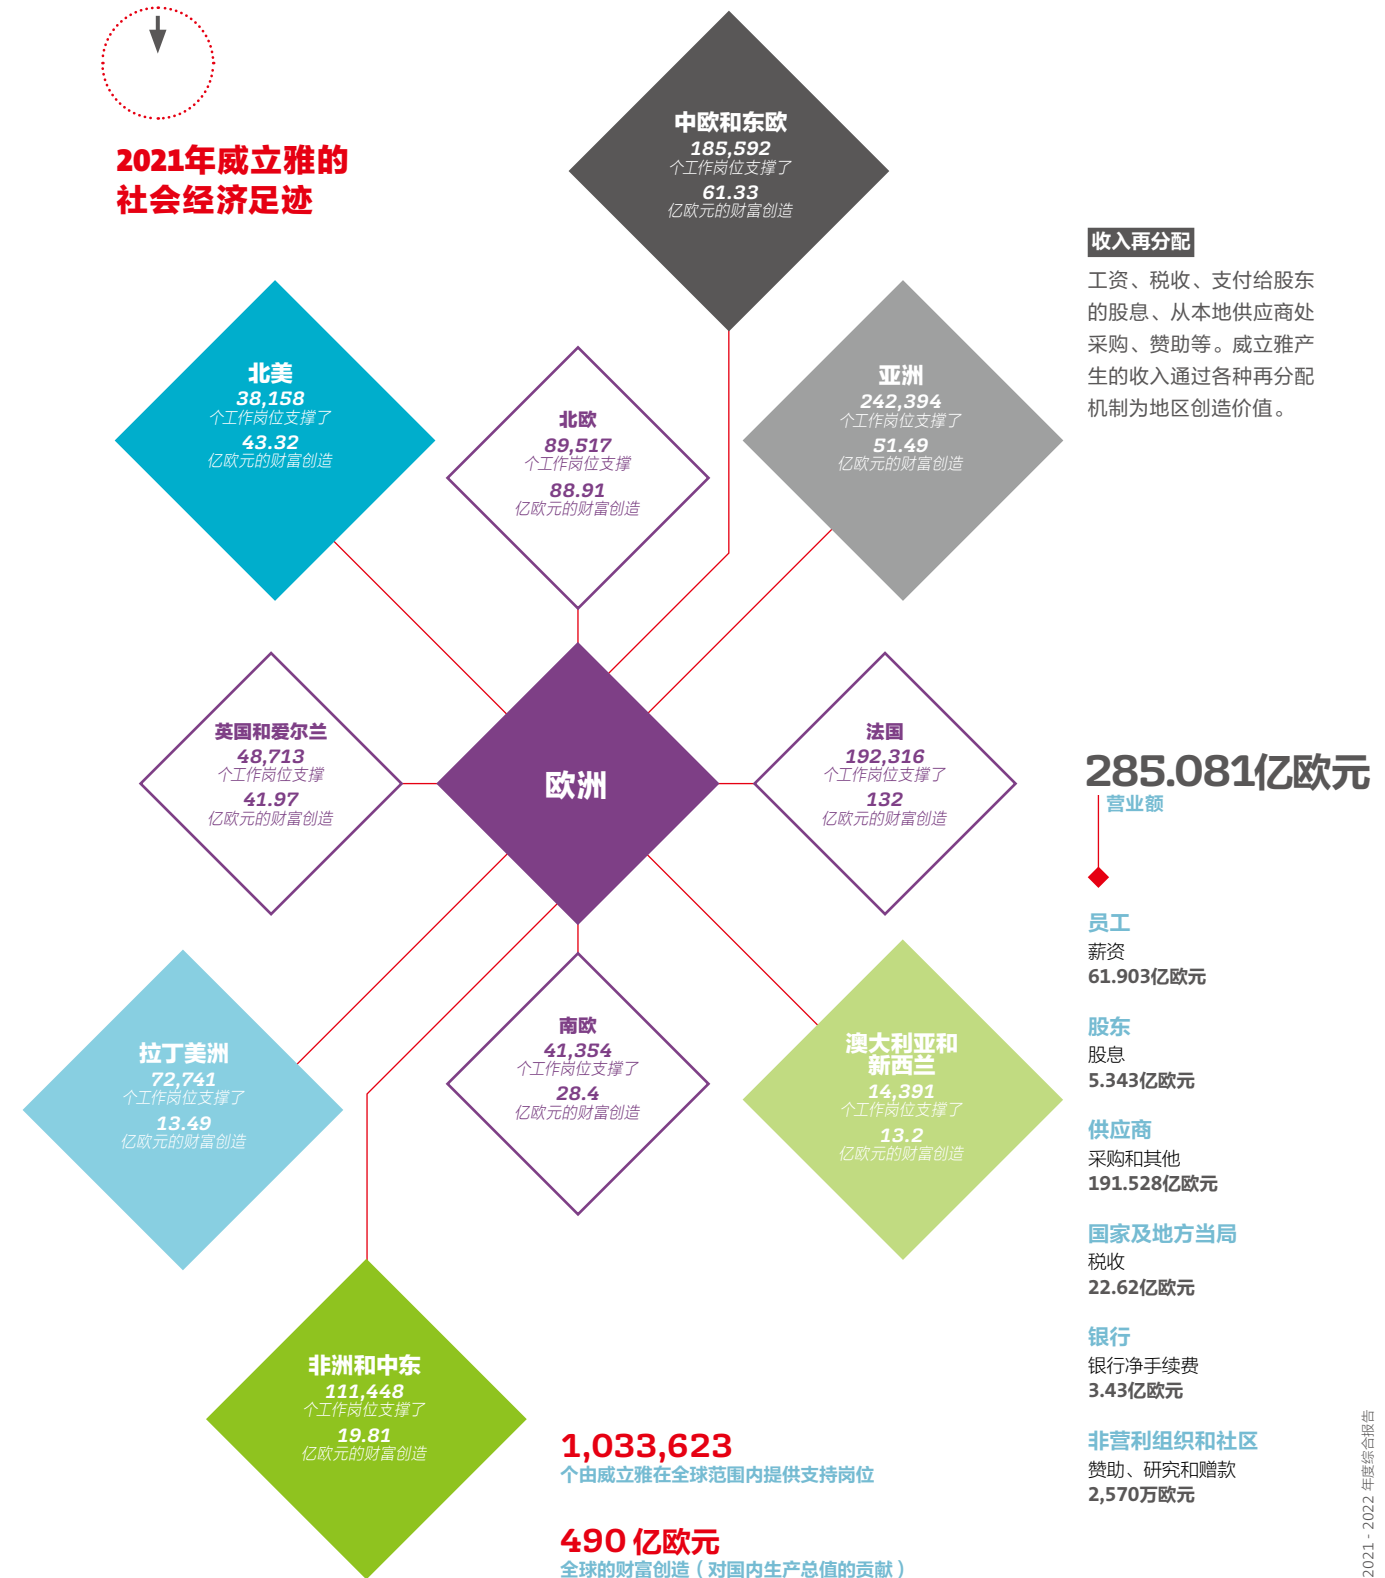 2021年威立雅的
社会经济足迹
中欧和东欧
185,592
个工作岗位支撑了
61.33
亿欧元的财富创造
收入再分配
工资、税收、支付给股东
的股息、从本地供应商处
采购、赞助等。威立雅产
生的收入通过各种再分配
机制为地区创造价值。
北美
38,158
个工作岗位支撑了
43.32
亿欧元的财富创造
北欧
89,517
个工作岗位支撑
88.91
亿欧元的财富创造
亚洲
242,394
个工作岗位支撑了
51.49
亿欧元的财富创造
英国和爱尔兰
48,713
个工作岗位支撑
41.97
亿欧元的财富创造
欧洲
法国
192,316
个工作岗位支撑了
132
亿欧元的财富创造
拉丁美洲
72,741
个工作岗位支撑了
13.49
亿欧元的财富创造
南欧
41,354
个工作岗位支撑了
28.4
亿欧元的财富创造
澳大利亚和
新西兰
14,391
个工作岗位支撑了
13.2
亿欧元的财富创造
非洲和中东
111,448
个工作岗位支撑了
19.81
亿欧元的财富创造
1,033,623
个由威立雅在全球范围内提供支持岗位
490 亿欧元
全球的财富创造（对国内生产总值的贡献）
285.081亿欧元
营业额
员工
薪资
61.903亿欧元
股东
股息
5.343亿欧元
供应商
采购和其他
191.528亿欧元
国家及地方当局
税收
22.62亿欧元
银行
银行净手续费
3.43亿欧元
非营利组织和社区
赞助、研究和赠款
2,570万欧元
2021 - 2022 年度综合报告